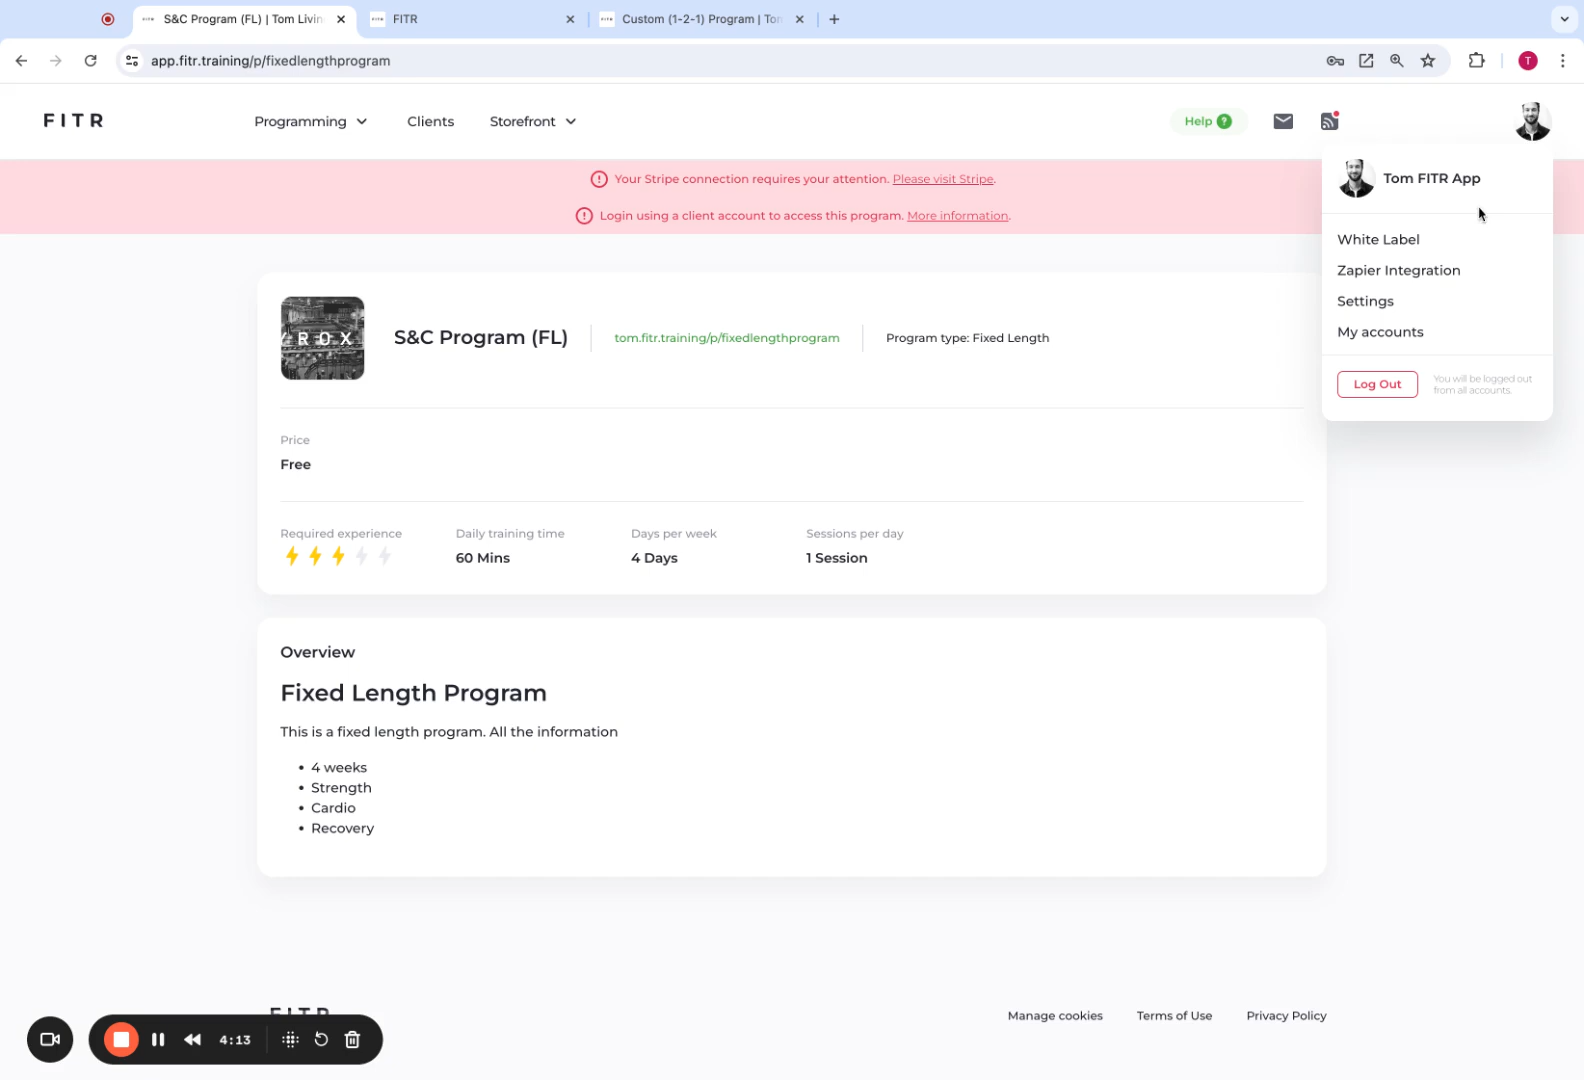 S&C Program (FL) | Tom Livin
FITR
Custom (1-2-1) Program | Tom
app.fitr.training/p/fixedlengthprogram
T
FITR
Programming
Clients
Storefront
Help ?
Your Stripe connection requires your attention. Please visit Stripe.
Login using a client account to access this program. More information.
Tom FITR App
White Label
Zapier Integration
Settings
My accounts
Log Out
You will be logged out
from all accounts.
ROX
S&C Program (FL)
tom.fitr.training/p/fixedlengthprogram
Program type: Fixed Length
Price
Free
Required experience
Daily training time
Days per week
Sessions per day
60 Mins
4 Days
1 Session
Overview
Fixed Length Program
This is a fixed length program. All the information
• 4 weeks
• Strength
• Cardio
• Recovery
FITR
Manage cookies
Terms of Use
Privacy Policy
4:13